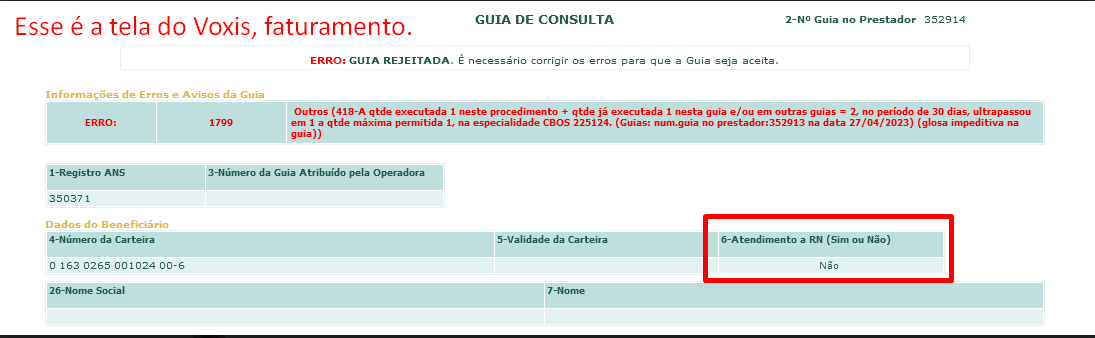 Esse é a tela do Voxis, faturamento.
GUIA DE CONSULTA
2-Nº Guia no Prestador 352914
ERRO: GUIA REJEITADA. É necessário corrigir os erros para que a Guia seja aceita.
Informações de Erros e Avisos da Guia
ERRO:
1799
Outros (418-A qtde executada 1 neste procedimento + qtde já executada 1 nesta guia e/ou em outras guias = 2, no período de 30 dias, ultrapassou
em 1 a qtde máxima permitida 1, na especialidade CBOS 225124. (Guias: num.guia no prestador:352913 na data 27/04/2023) (glosa impeditiva na
guia))
1-Registro ANS
3-Número da Guia Atribuído pela Operadora
350371
Dados do Beneficiário
4-Número da Carteira
5-Validade da Carteira
6-Atendimento a RN (Sim ou Não)
0 163 0265 001024 00-6
Não
26-Nome Social
7-Nome